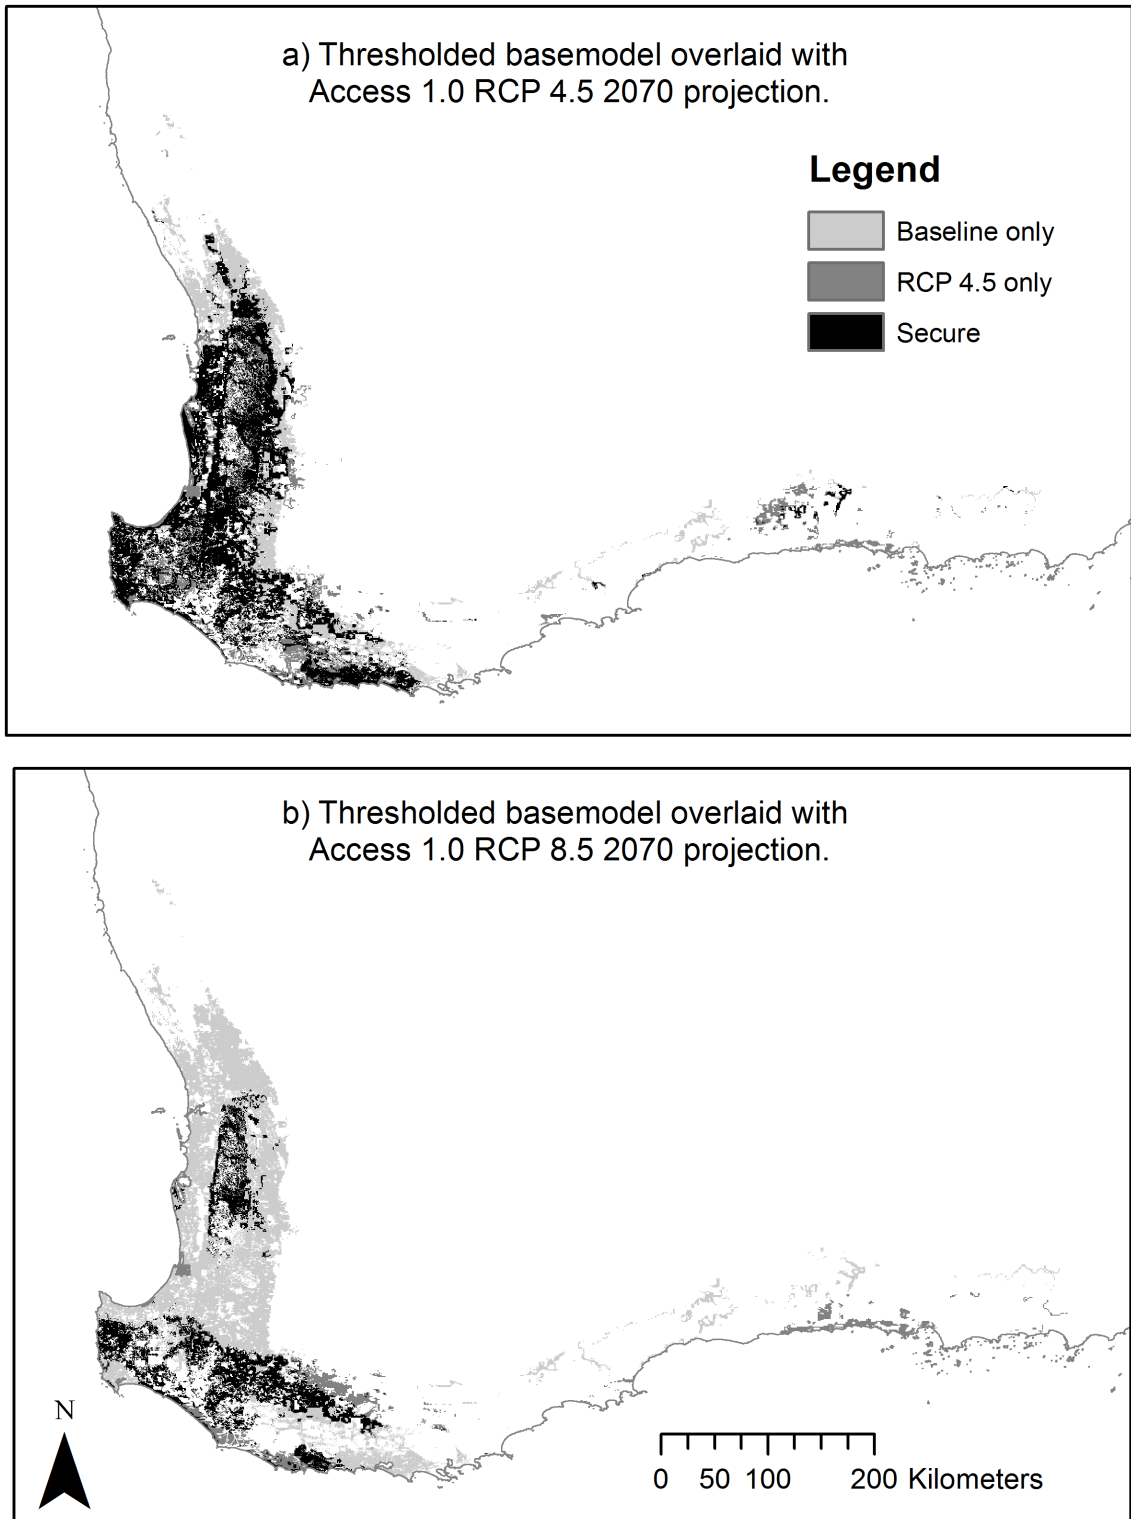 a) Thresholded basemodel overlaid with
Access 1.0 RCP 4.5 2070 projection.
Legend
Baseline only
RCP 4.5 only
Secure
b) Thresholded basemodel overlaid with
Access 1.0 RCP 8.5 2070 projection.
N
0 50 100 200 Kilometers